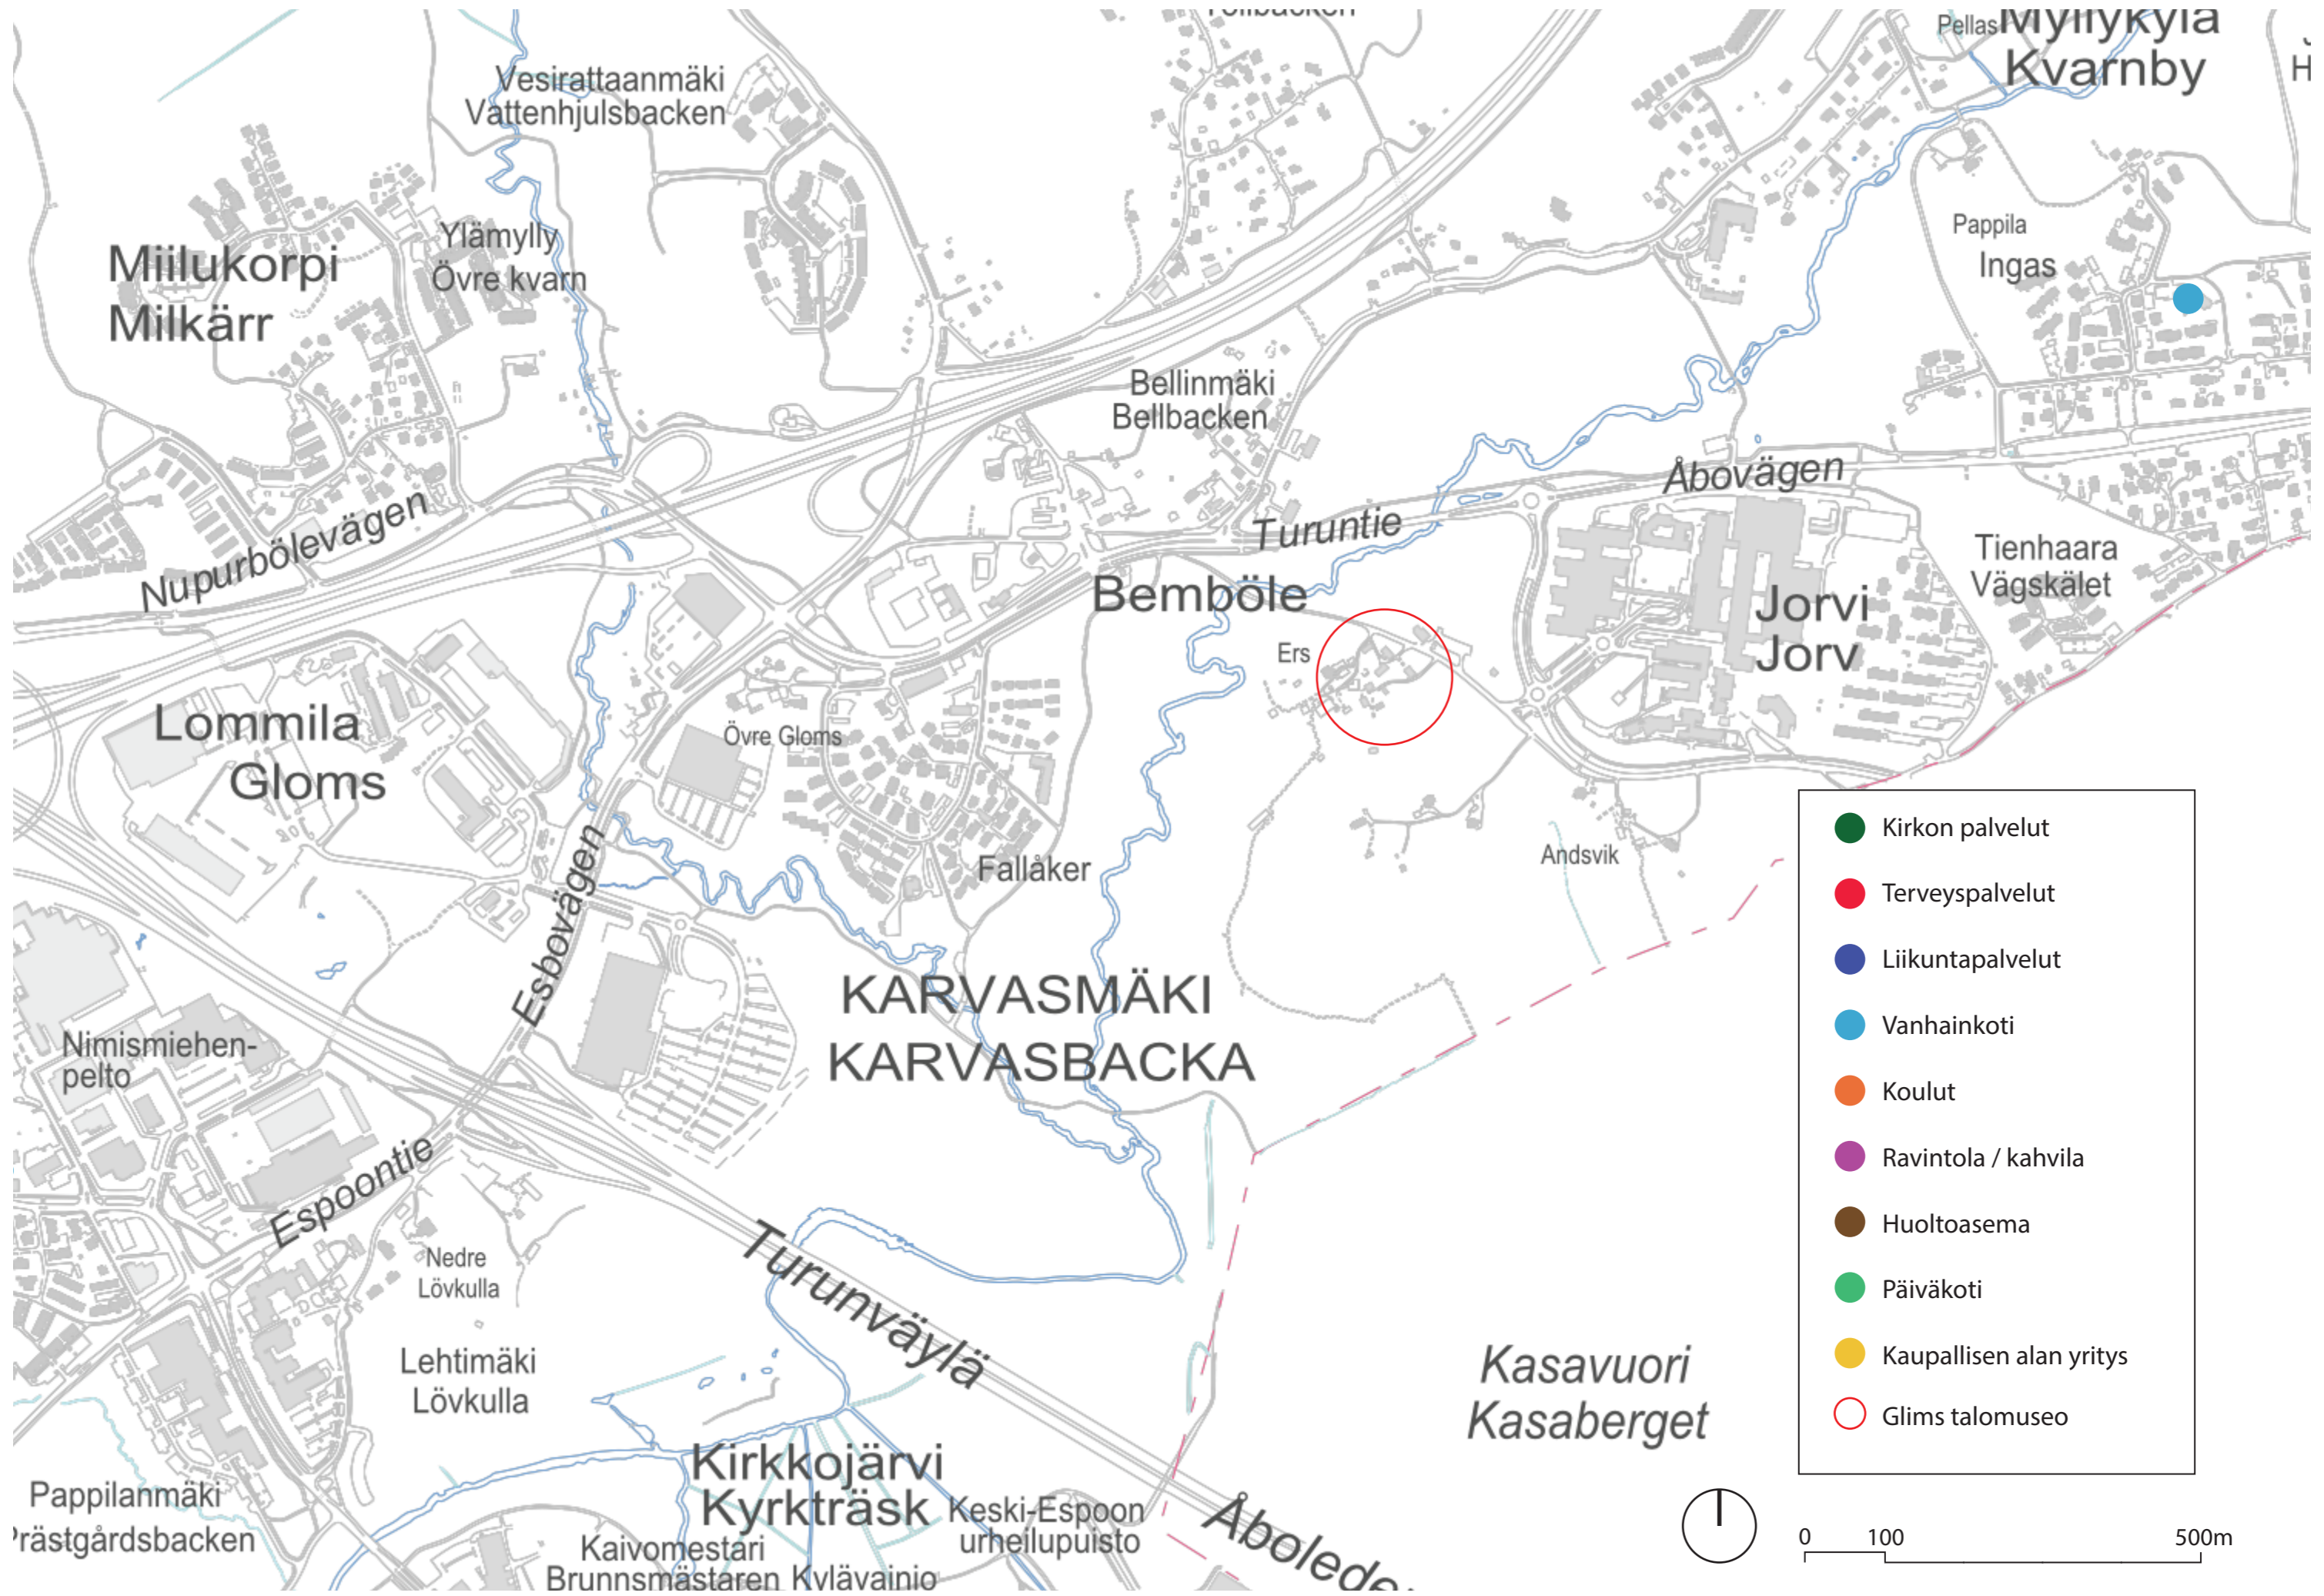 Pellas
Myllykylä
Kvarnby
Vesirattaanmäki
Vattenhjulsbacken
Ylämylly
Övre kvarn
Miilukorpi
Milkärr
Pappila
Ingas
Bellinmäki
Bellbacken
Nupurbölevägen
Turuntie
Åbovägen
Tienhaara
Vägskälet
Bemböle
Ers
Jorvi
Jorv
Lommila
Gloms
Övre Gloms
Fallåker
Andsvik
Esbovägen
KARVASMÄKI
KARVASBACKA
Nimismiehen-
pelto
Espoontie
Nedre
Lövkulla
Turunväylä
Lehtimäki
Lövkulla
Kasavuori
Kasaberget
Kirkkojärvi
Kyrkträsk
Keski-Espoon
urheilupuisto
Pappilanmäki
Prästgårdsbacken
Kaivomestari
Brunnsmästaren
Kylävainio
Kirkon palvelut
Terveyspalvelut
Liikuntapalvelut
Vanhainkoti
Koulut
Ravintola / kahvila
Huoltoasema
Päiväkoti
Kaupallisen alan yritys
Glims talomuseo
0 100 500m